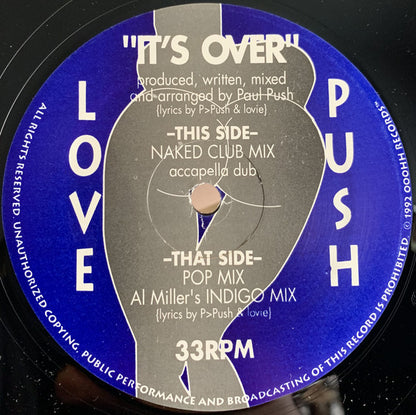 "IT'S OVER"
produced, written, mixed
and arranged by Paul Push
{lyrics by P>Push & lovie}
LOVE
PUSH
–THIS SIDE–
NAKED CLUB MIX
accapella dub
–THAT SIDE–
POP MIX
Al Miller's INDIGO MIX
{lyrics by P>Push & lovie}
33RPM
ALL RIGHTS RESERVED. UNAUTHORIZED COPYING, PUBLIC PERFORMANCE AND BROADCASTING OF THIS RECORD IS PROHIBITED. © 1992 OOOHH RECORDS™